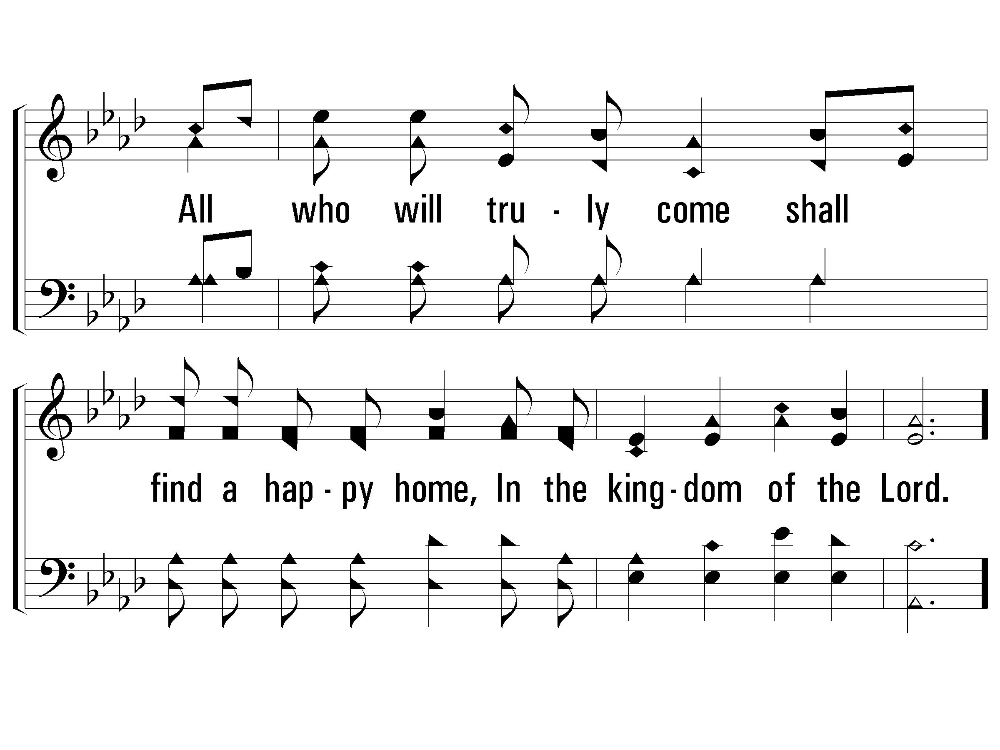 All who will tru - ly come shall
find a hap - py home, In the king - dom of the Lord.